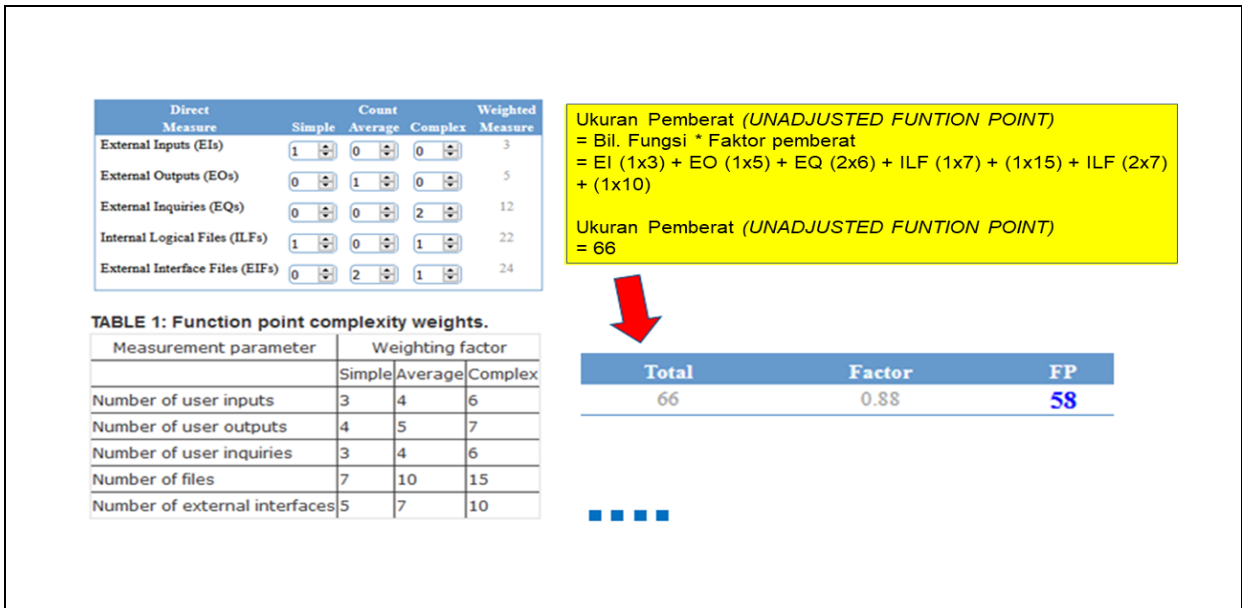 Direct Measure Count Weighted Measure
Simple Average Complex
External Inputs (EIs) 1 0 0 3
External Outputs (EOs) 0 1 0 5
External Inquiries (EQs) 0 0 2 12
Internal Logical Files (ILFs) 1 0 1 22
External Interface Files (EIFs) 0 2 1 24
Ukuran Pemberat (UNADJUSTED FUNTION POINT)
= Bil. Fungsi * Faktor pemberat
= EI (1x3) + EO (1x5) + EQ (2x6) + ILF (1x7) + (1x15) + ILF (2x7)
+ (1x10)
Ukuran Pemberat (UNADJUSTED FUNTION POINT)
= 66
TABLE 1: Function point complexity weights.
Measurement parameter Weighting factor
Simple Average Complex
Number of user inputs 3 4 6
Number of user outputs 4 5 7
Number of user inquiries 3 4 6
Number of files 7 10 15
Number of external interfaces 5 7 10
Total Factor FP
66 0.88 58